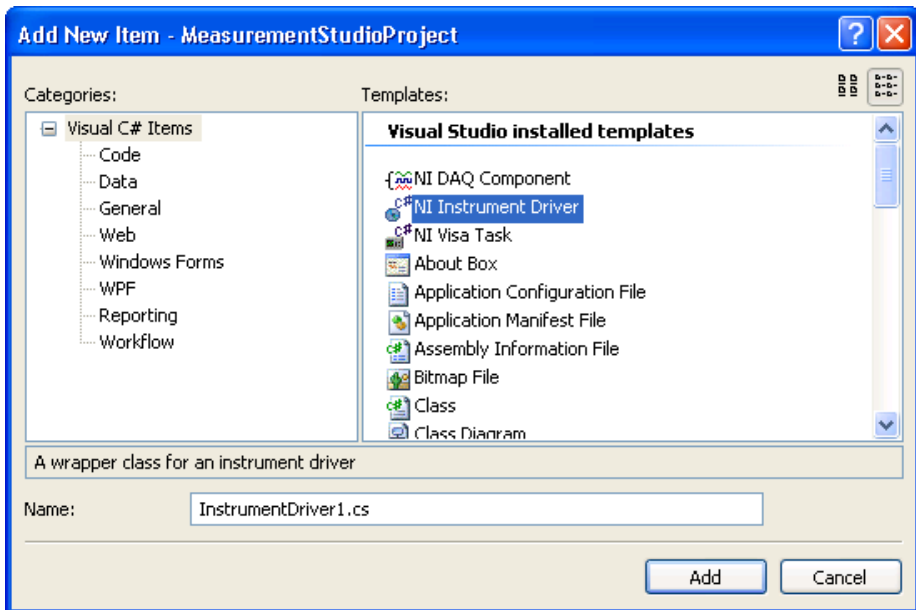 Add New Item - MeasurementStudioProject
Categories:
Templates:
Visual C# Items
Code
Data
General
Web
Windows Forms
WPF
Reporting
Workflow
Visual Studio installed templates
NI DAQ Component
NI Instrument Driver
NI Visa Task
About Box
Application Configuration File
Application Manifest File
Assembly Information File
Bitmap File
Class
Class Diagram
A wrapper class for an instrument driver
Name:
InstrumentDriver1.cs
Add
Cancel